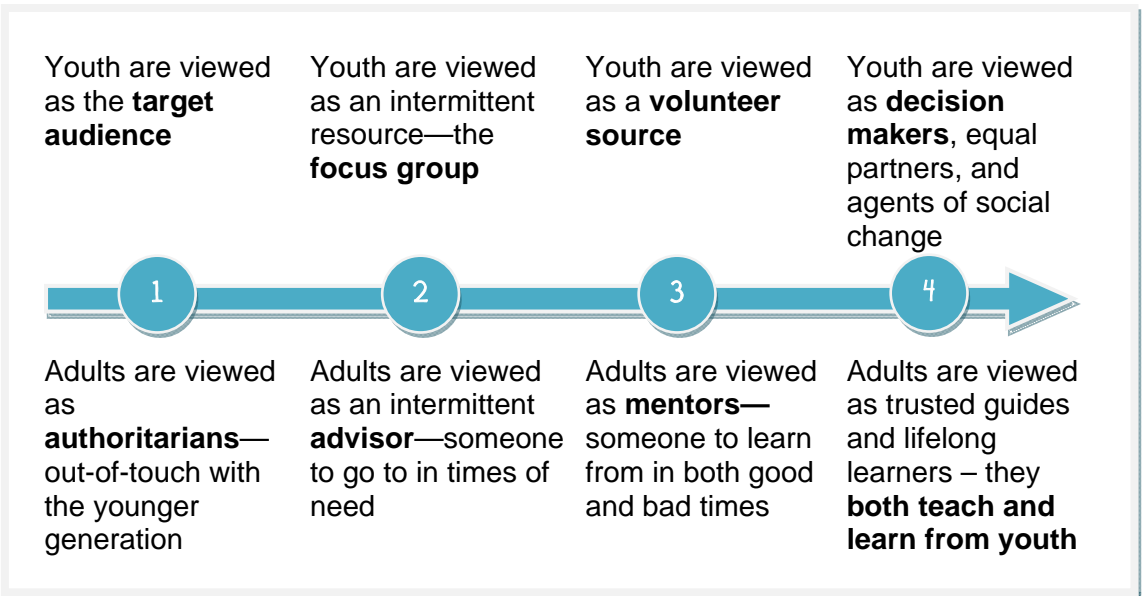 Youth are viewed
as the target
audience
Youth are viewed
as an intermittent
resource—the
focus group
Youth are viewed
as a volunteer
source
Youth are viewed
as decision
makers, equal
partners, and
agents of social
change
1
2
3
4
Adults are viewed
as
authoritarians—
out-of-touch with
the younger
generation
Adults are viewed
as an intermittent
advisor—someone
to go to in times of
need
Adults are viewed
as mentors—
someone to learn
from in both good
and bad times
Adults are viewed
as trusted guides
and lifelong
learners – they
both teach and
learn from youth